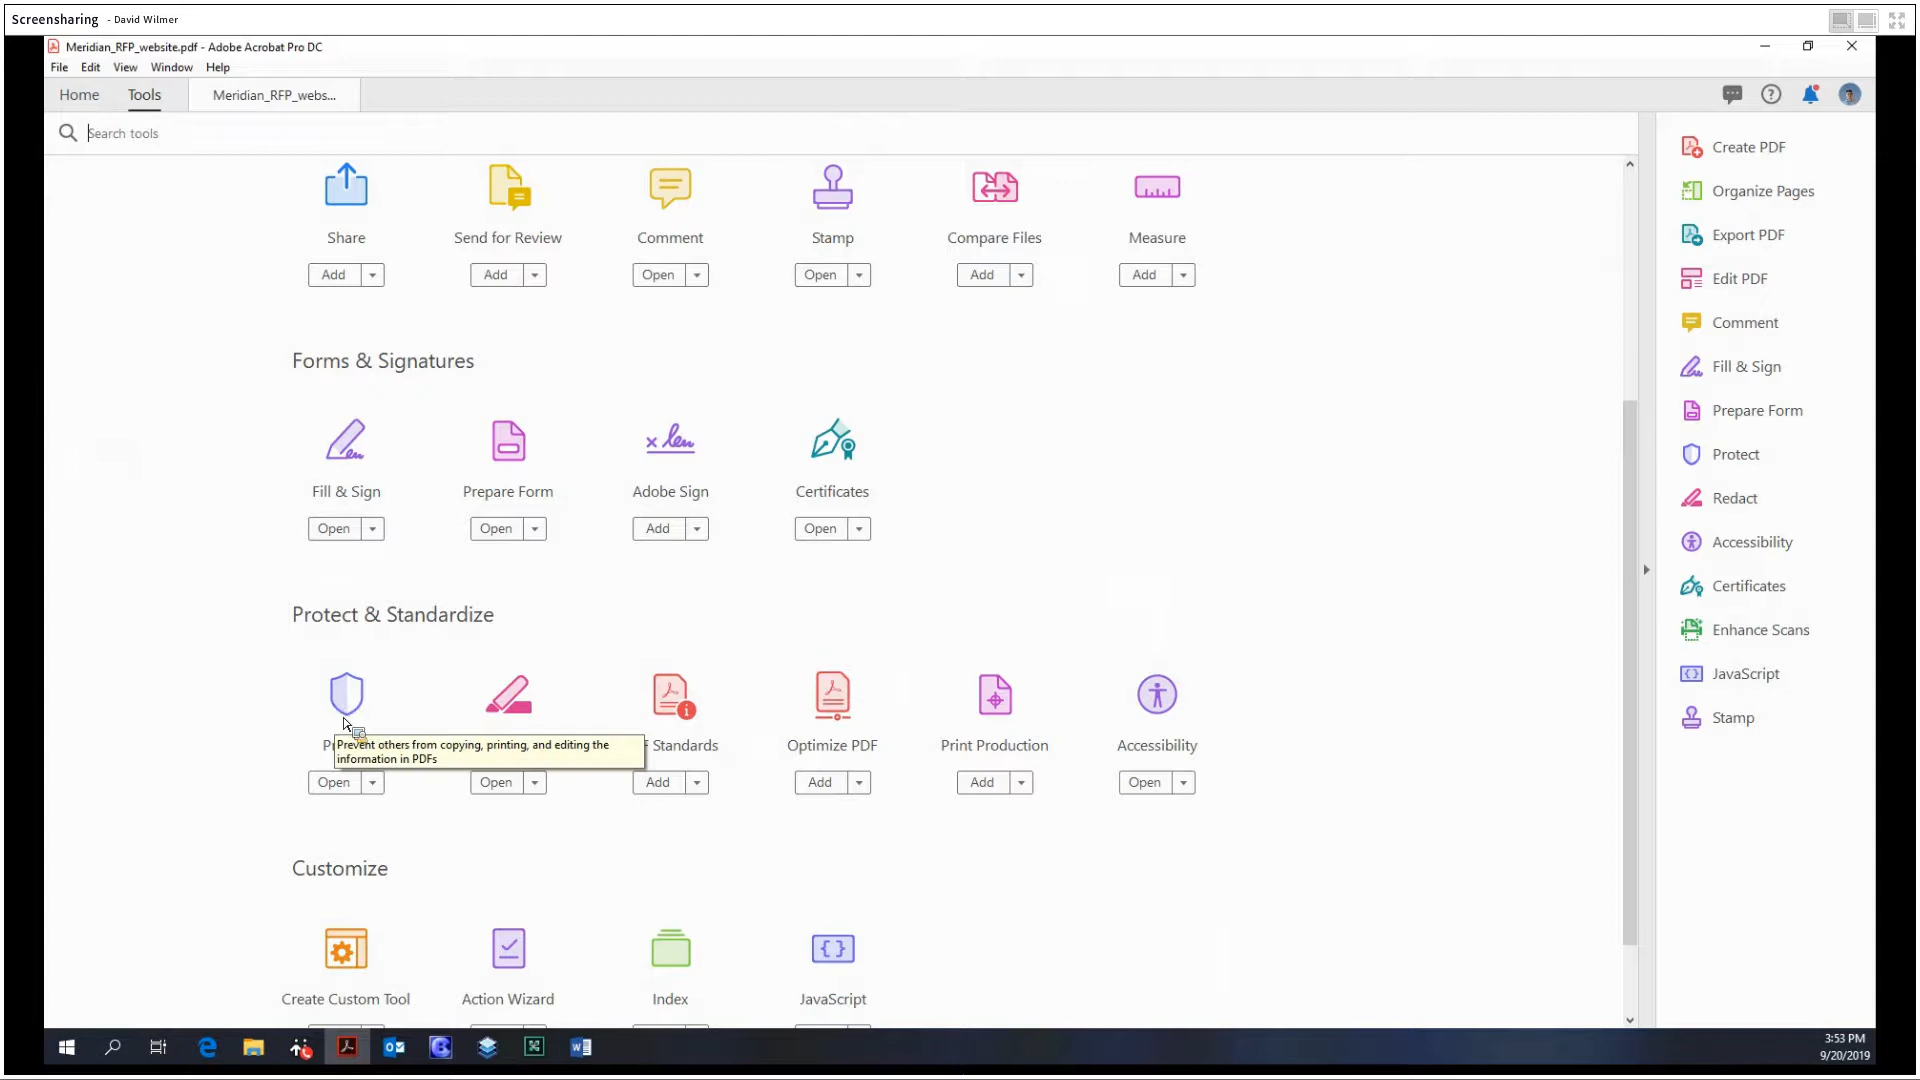 Screensharing - David Wilmer
Meridian_RFP_website.pdf - Adobe Acrobat Pro DC
File Edit View Window Help
Home Tools Meridian_RFP_webs...
Search tools
Share Send for Review Comment Stamp Compare Files Measure
Add Add Open Open Add Add
Forms & Signatures
Fill & Sign Prepare Form Adobe Sign Certificates
Open Open Add Open
Protect & Standardize
Standards Optimize PDF Print Production Accessibility
Prevent others from copying, printing, and editing the
information in PDFs
Open Open Add Add Add Open
Customize
Create Custom Tool Action Wizard Index JavaScript
Create PDF
Organize Pages
Export PDF
Edit PDF
Comment
Fill & Sign
Prepare Form
Protect
Redact
Accessibility
Certificates
Enhance Scans
JavaScript
Stamp
3:53 PM
9/20/2019